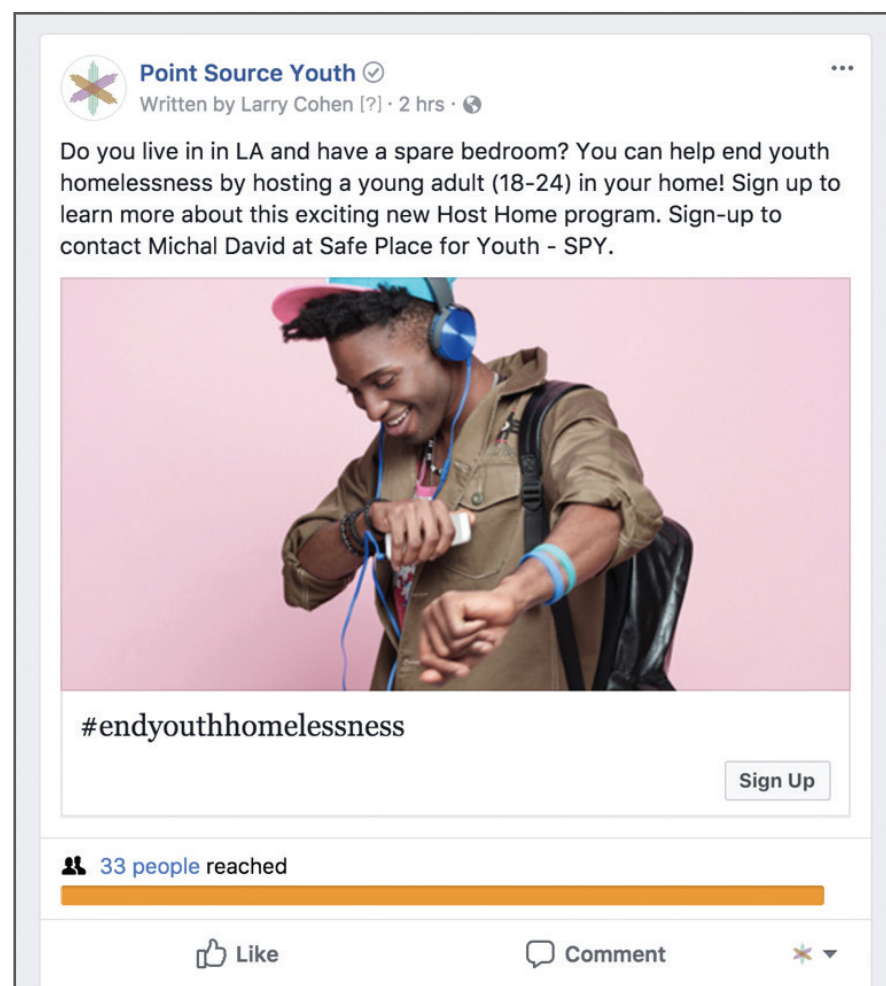 Point Source Youth
Written by Larry Cohen [?] · 2 hrs ·
Do you live in in LA and have a spare bedroom? You can help end youth
homelessness by hosting a young adult (18-24) in your home! Sign up to
learn more about this exciting new Host Home program. Sign-up to
contact Michal David at Safe Place for Youth - SPY.
#endyouthhomelessness
Sign Up
33 people reached
Like
Comment